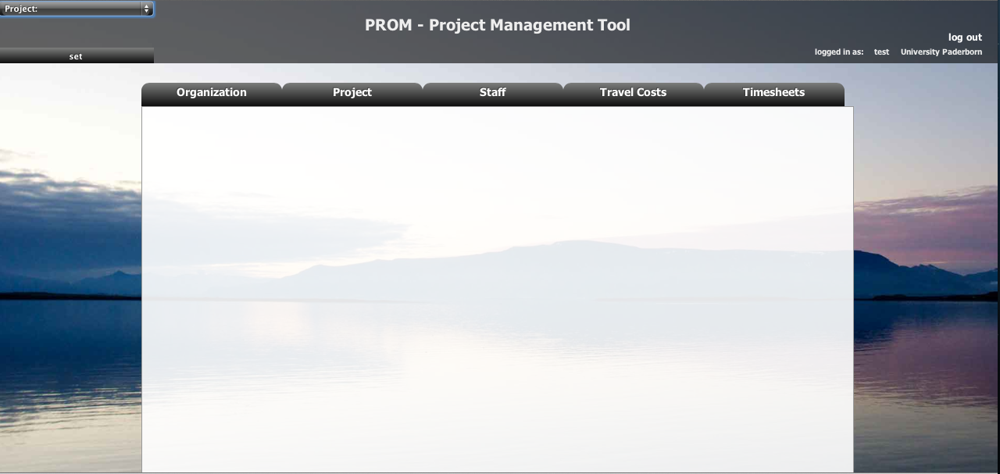 Project:
PROM - Project Management Tool
log out
logged in as: test University Paderborn
set
Organization Project Staff Travel Costs Timesheets